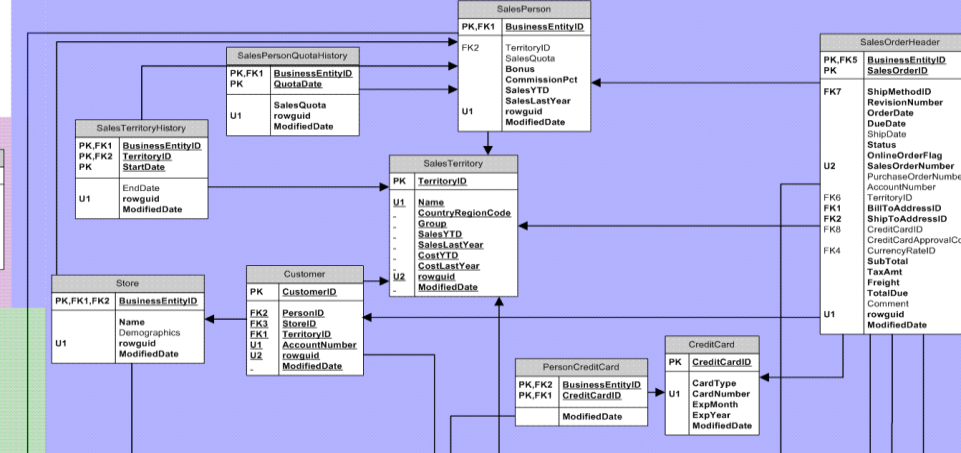 SalesPerson
PK,FK1 BusinessEntityID
FK2 TerritoryID
SalesQuota
Bonus
CommissionPct
SalesYTD
SalesLastYear
U1 rowguid
ModifiedDate
SalesOrderHeader
PK,FK5 BusinessEntityID
PK SalesOrderID
FK7 ShipMethodID
RevisionNumber
OrderDate
DueDate
ShipDate
Status
OnlineOrderFlag
U2 SalesOrderNumber
PurchaseOrderNumbe
AccountNumber
FK6 TerritoryID
FK1 BillToAddressID
FK2 ShipToAddressID
FK8 CreditCardID
CreditCardApprovalCo
FK4 CurrencyRateID
SubTotal
TaxAmt
Freight
TotalDue
Comment
U1 rowguid
ModifiedDate
SalesPersonQuotaHistory
PK,FK1 BusinessEntityID
PK QuotaDate
SalesQuota
U1 rowguid
ModifiedDate
SalesTerritoryHistory
PK,FK1 BusinessEntityID
PK,FK2 TerritoryID
PK StartDate
EndDate
U1 rowguid
ModifiedDate
SalesTerritory
PK TerritoryID
U1 Name
CountryRegionCode
Group
SalesYTD
SalesLastYear
CostYTD
CostLastYear
U2 rowguid
ModifiedDate
Store
PK,FK1,FK2 BusinessEntityID
Name
Demographics
U1 rowguid
ModifiedDate
Customer
PK CustomerID
FK2 PersonID
FK3 StoreID
FK1 TerritoryID
U1 AccountNumber
U2 rowguid
ModifiedDate
PersonCreditCard
PK,FK2 BusinessEntityID
PK,FK1 CreditCardID
ModifiedDate
CreditCard
PK CreditCardID
CardType
U1 CardNumber
ExpMonth
ExpYear
ModifiedDate